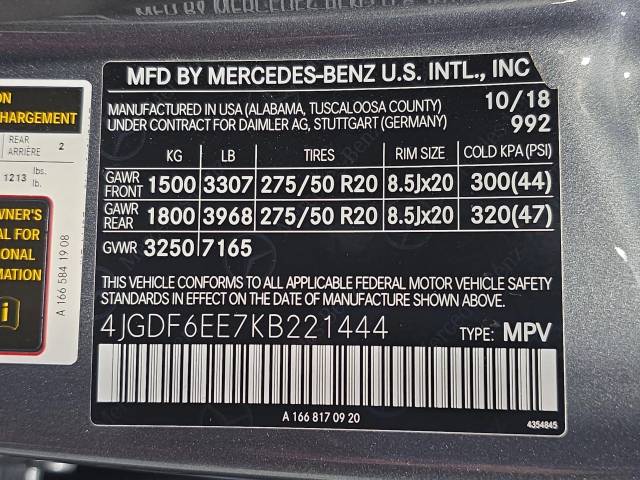 MFD BY MERCEDES-BENZ U.S. INTL., INC
MANUFACTURED IN USA (ALABAMA, TUSCALOOSA COUNTY) 10/18
UNDER CONTRACT FOR DAIMLER AG, STUTTGART (GERMANY) 992
KG LB TIRES RIM SIZE COLD KPA (PSI)
GAWR FRONT 1500 3307 275/50 R20 8.5Jx20 300(44)
GAWR REAR 1800 3968 275/50 R20 8.5Jx20 320(47)
GVWR 3250 7165
THIS VEHICLE CONFORMS TO ALL APPLICABLE FEDERAL MOTOR VEHICLE SAFETY
STANDARDS IN EFFECT ON THE DATE OF MANUFACTURE SHOWN ABOVE.
4JGDF6EE7KB221444 TYPE: MPV
A 166 817 09 20
4354845
ON
HARGEMENT
REAR
ARRIÈRE 2
1213 lbs.
lb.
WNER'S
AL FOR
ONAL
MATION
i
A 166 584 19 08